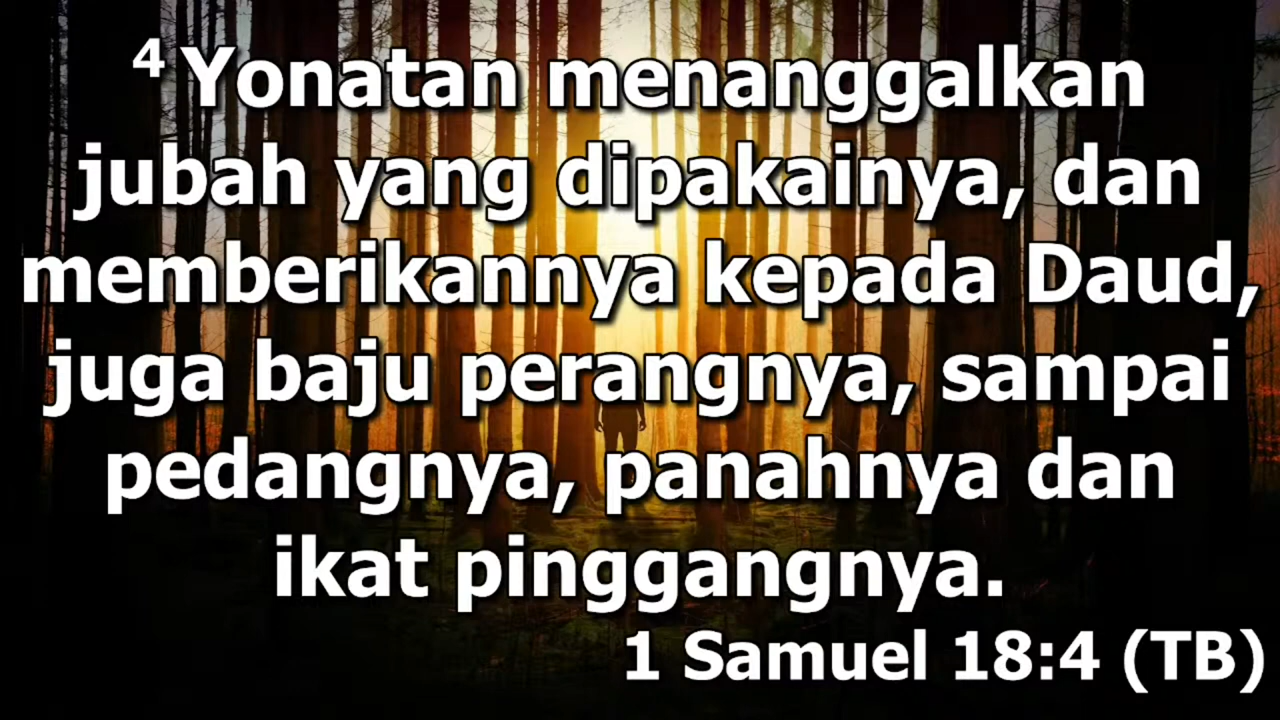 4 Yonatan menanggalkan
jubah yang dipakainya, dan
memberikannya kepada Daud,
juga baju perangnya, sampai
pedangnya, panahnya dan
ikat pinggangnya.
1 Samuel 18:4 (TB)